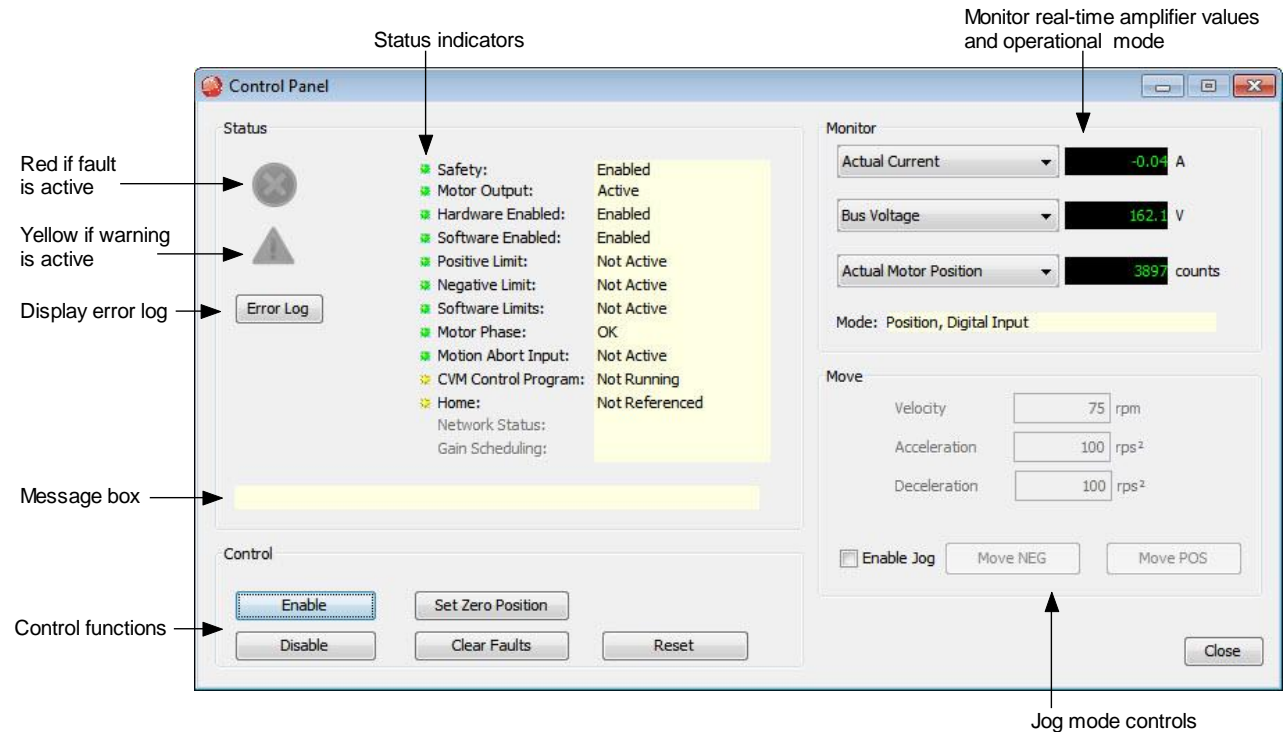 Monitor real-time amplifier values
and operational mode
Status indicators
Control Panel
Status
Red if fault
is active
Yellow if warning
is active
Display error log
Error Log
Safety: Enabled
Motor Output: Active
Hardware Enabled: Enabled
Software Enabled: Enabled
Positive Limit: Not Active
Negative Limit: Not Active
Software Limits: Not Active
Motor Phase: OK
Motion Abort Input: Not Active
CVM Control Program: Not Running
Home: Not Referenced
Network Status:
Gain Scheduling:
Message box
Monitor
Actual Current -0.04 A
Bus Voltage 162.1 V
Actual Motor Position 3897 counts
Mode: Position, Digital Input
Move
Velocity 75 rpm
Acceleration 100 rps²
Deceleration 100 rps²
Enable Jog Move NEG Move POS
Control
Control functions
Enable Set Zero Position
Disable Clear Faults Reset
Close
Jog mode controls